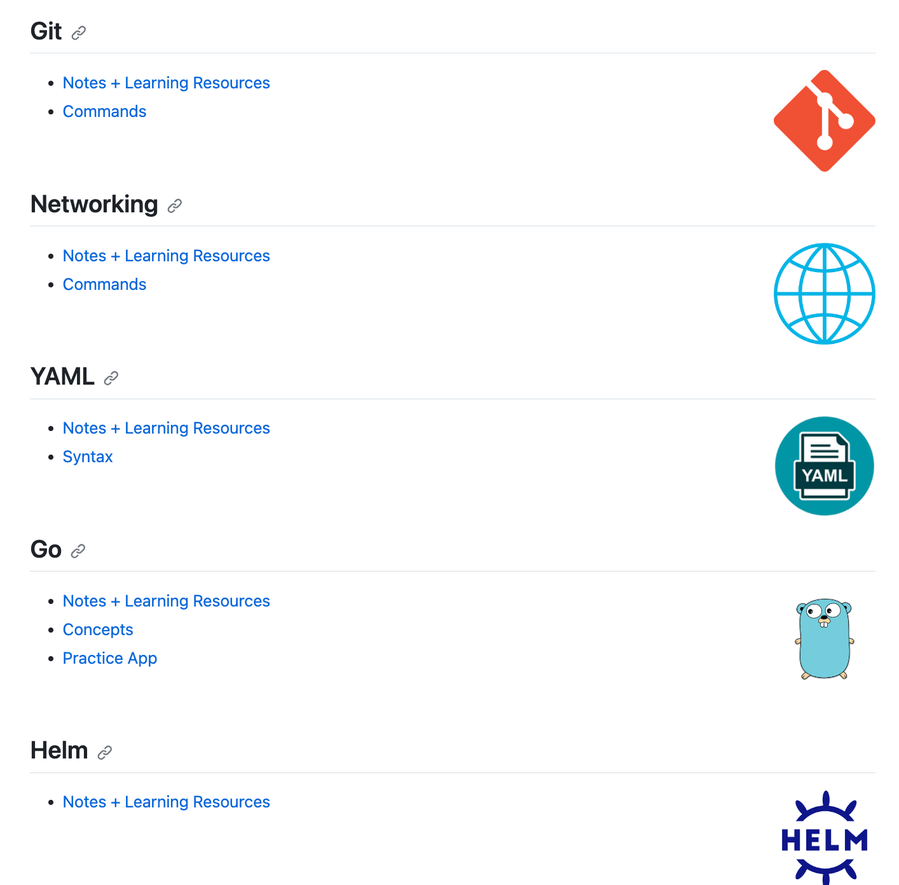 Git
Notes + Learning Resources
Commands
Networking
Notes + Learning Resources
Commands
YAML
Notes + Learning Resources
Syntax
YAML
Go
Notes + Learning Resources
Concepts
Practice App
Helm
Notes + Learning Resources
HELM